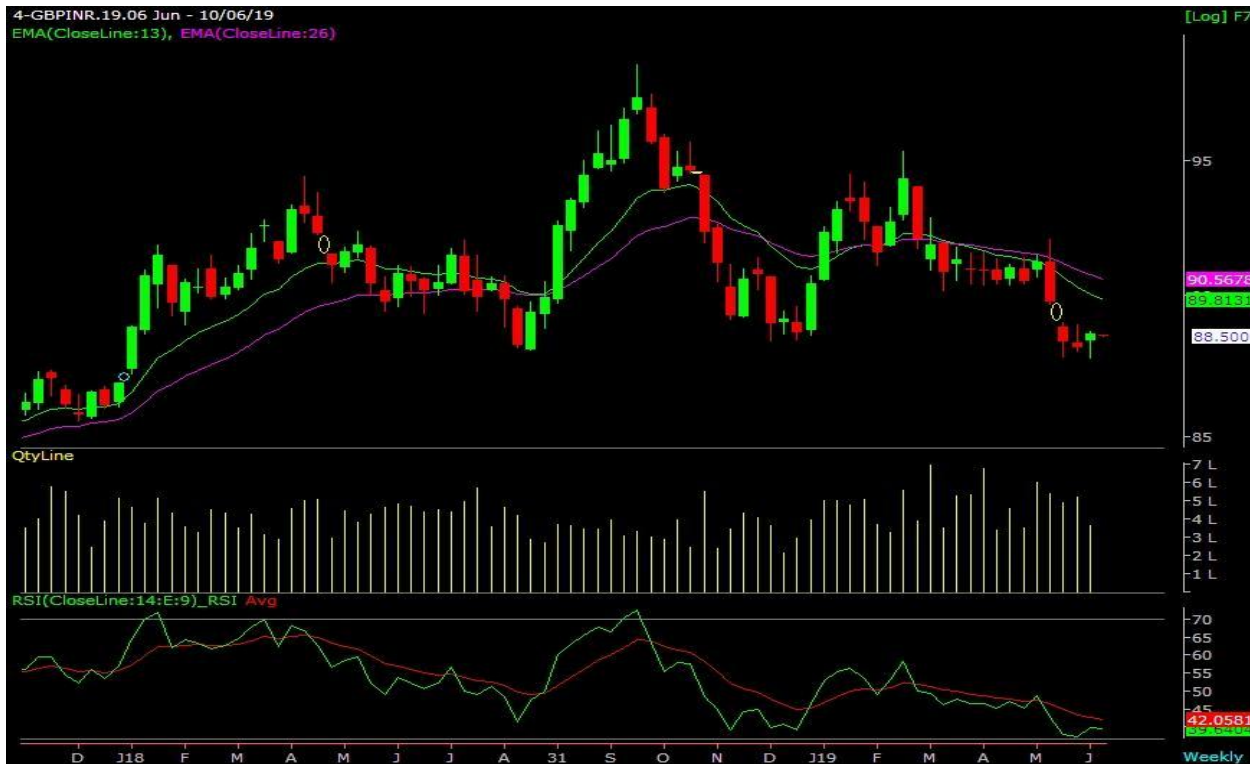 4-GBPINR.19.06 Jun - 10/06/19
[Log] F7
EMA(CloseLine:13), EMA(CloseLine:26)
95
90.5678
89.8131
88.500
85
QtyLine
7 L
6 L
5 L
4 L
3 L
2 L
1 L
RSI(CloseLine:14:E:9)_RSI Avg
70
65
60
55
50
45
42.0581
39.6404
D J18 F M A M J J A 31 S O N D J19 F M A M J
Weekly